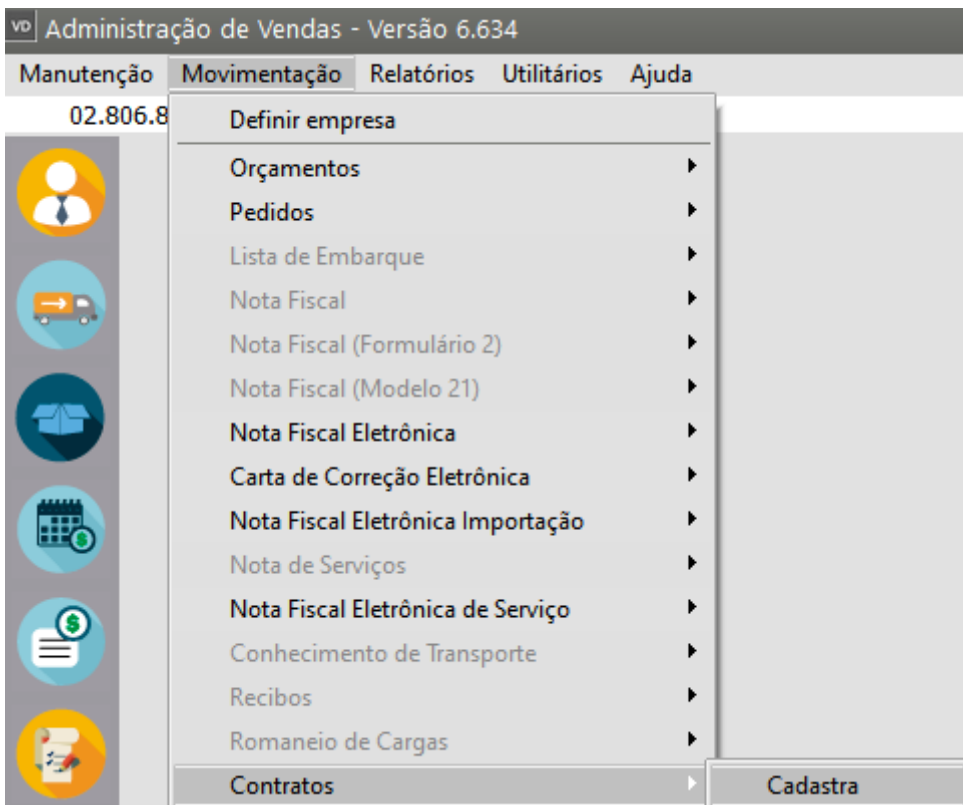 VD Administração de Vendas - Versão 6.634
Manutenção Movimentação Relatórios Utilitários Ajuda
02.806.8
Definir empresa
Orçamentos
Pedidos
Lista de Embarque
Nota Fiscal
Nota Fiscal (Formulário 2)
Nota Fiscal (Modelo 21)
Nota Fiscal Eletrônica
Carta de Correção Eletrônica
Nota Fiscal Eletrônica Importação
Nota de Serviços
Nota Fiscal Eletrônica de Serviço
Conhecimento de Transporte
Recibos
Romaneio de Cargas
Contratos Cadastra